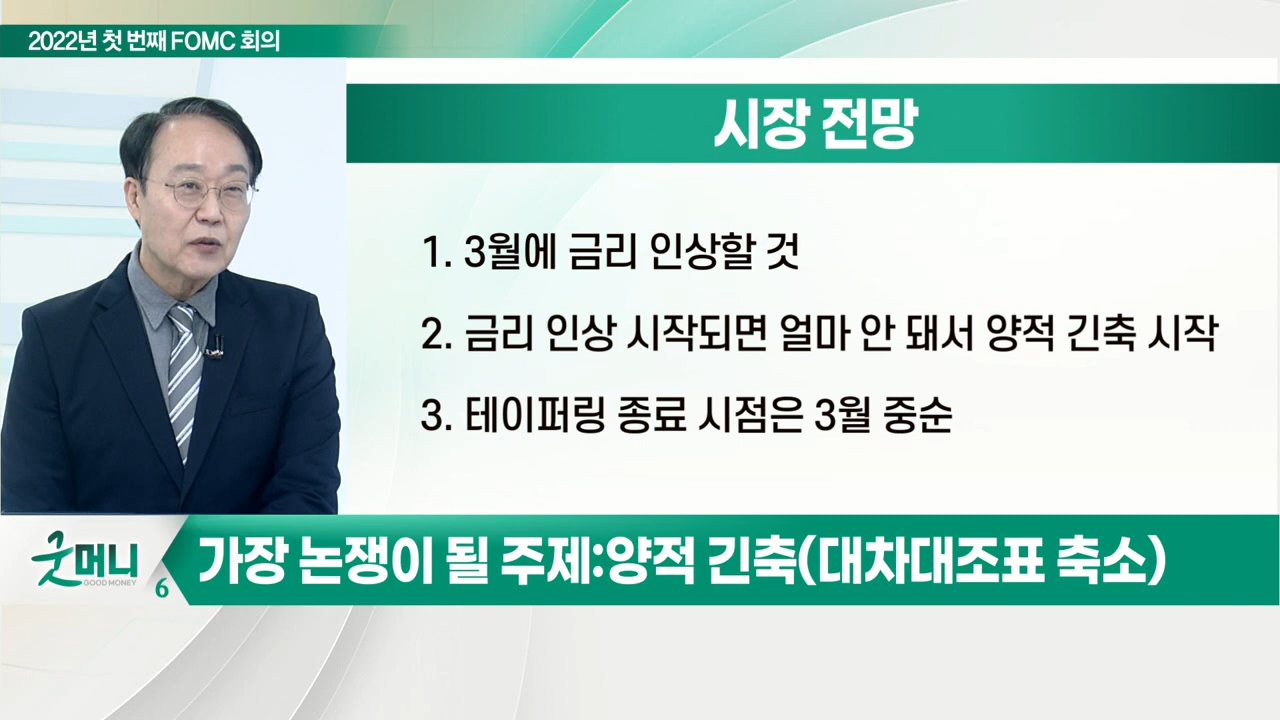 2022년 첫 번째 FOMC 회의
시장 전망
1. 3월에 금리 인상할 것
2. 금리 인상 시작되면 얼마 안 돼서 양적 긴축 시작
3. 테이퍼링 종료 시점은 3월 중순
굿머니
GOOD MONEY
6
가장 논쟁이 될 주제:양적 긴축(대차대조표 축소)